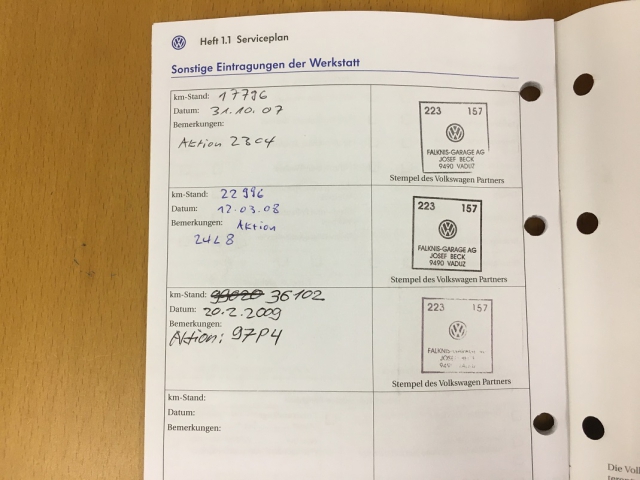 Heft 1.1 Serviceplan
Sonstige Eintragungen der Werkstatt
km-Stand: 17796
Datum: 31.10.07
Bemerkungen:
Aktion 23C4
223 157
FALKNIS-GARAGE AG
JOSEF BECK
9490 VADUZ
Stempel des Volkswagen Partners
km-Stand: 22996
Datum: 12.03.08
Bemerkungen: Aktion
24L8
223 157
FALKNIS-GARAGE AG
JOSEF BECK
9490 VADUZ
Stempel des Volkswagen Partners
km-Stand: 36102
Datum: 20.2.2009
Bemerkungen:
Aktion: 97P4
223 157
Stempel des Volkswagen Partners
km-Stand:
Datum:
Bemerkungen: